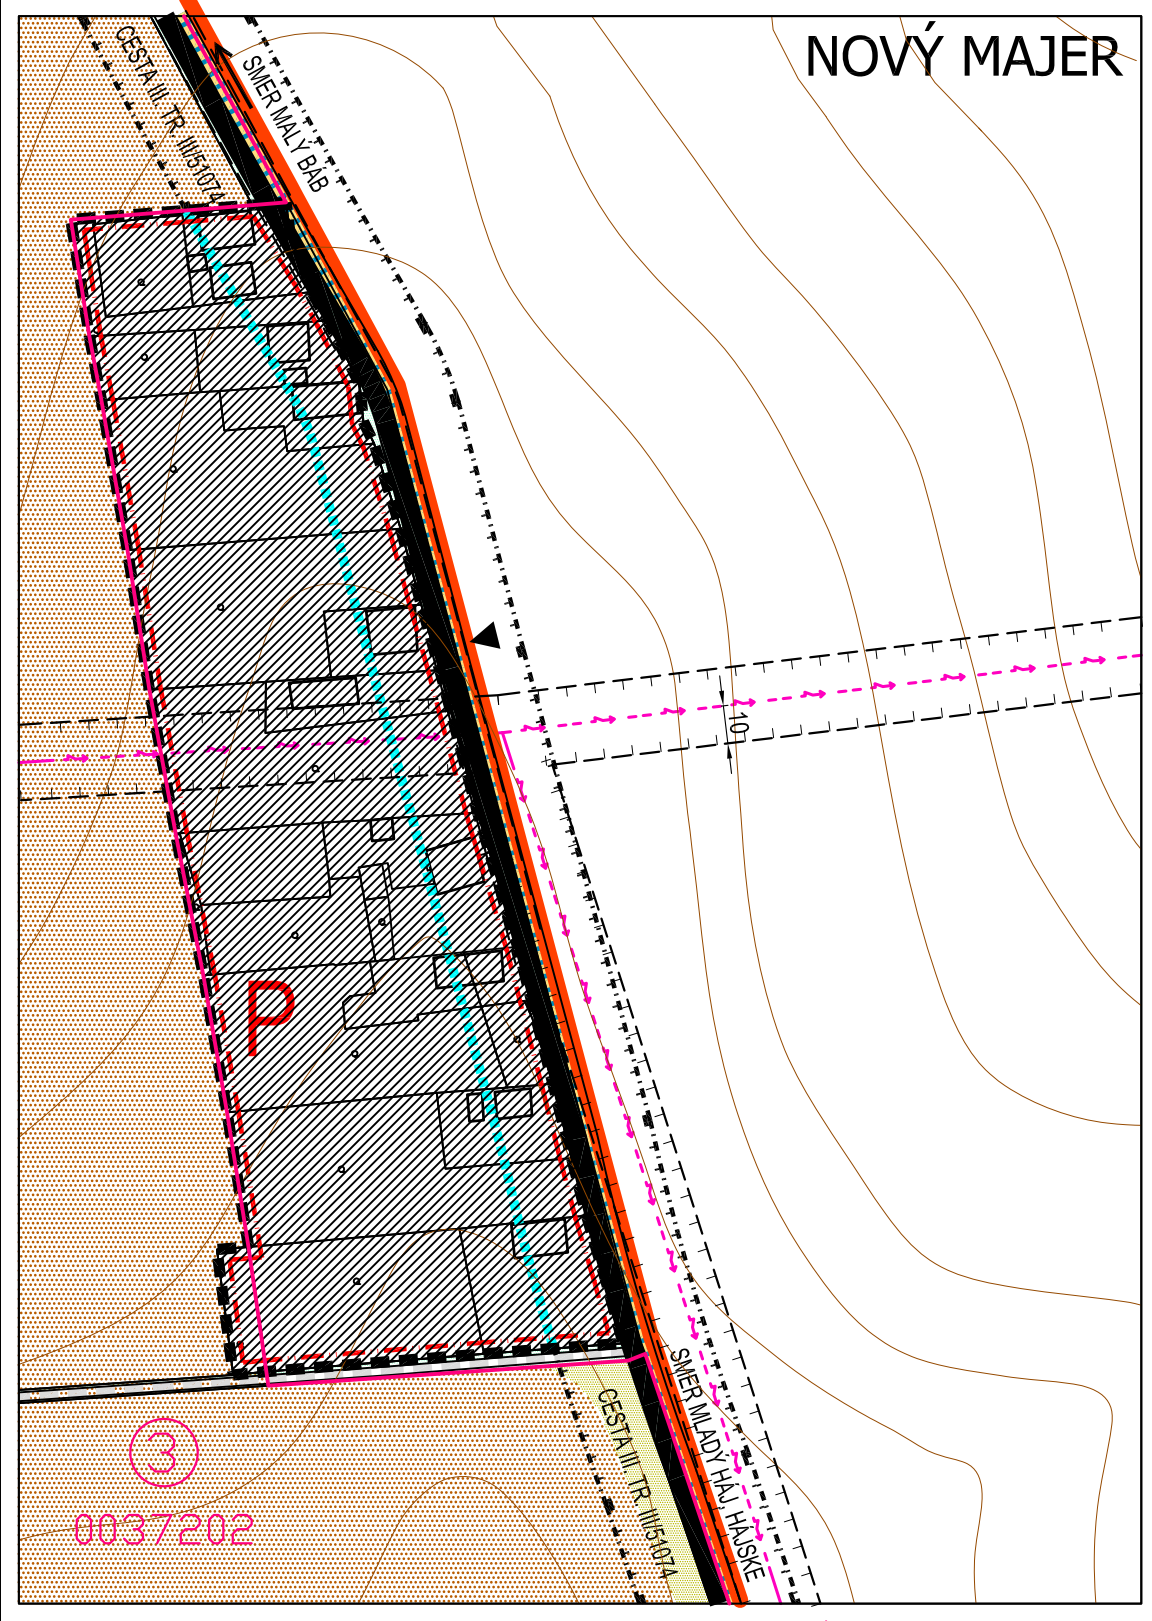 NOVÝ MAJER
CESTA III. TR. III/51074
SMER MALÝ BÁB
10
P
SMER MLADÝ HÁJ, HÁJSKE
CESTA III. TR. III/51074
3
0037202